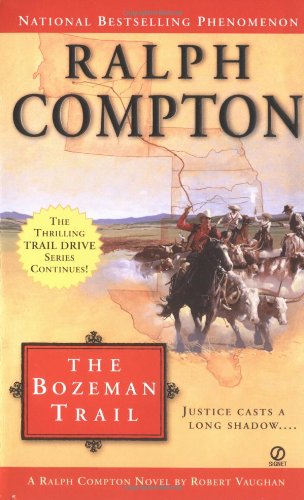 NATIONAL BESTSELLING PHENOMENON
RALPH
COMPTON
THE
THRILLING
TRAIL DRIVE
SERIES
CONTINUES!
THE
BOZEMAN
TRAIL
JUSTICE CASTS A
LONG SHADOW....
SIGNET
A RALPH COMPTON NOVEL BY ROBERT VAUGHAN